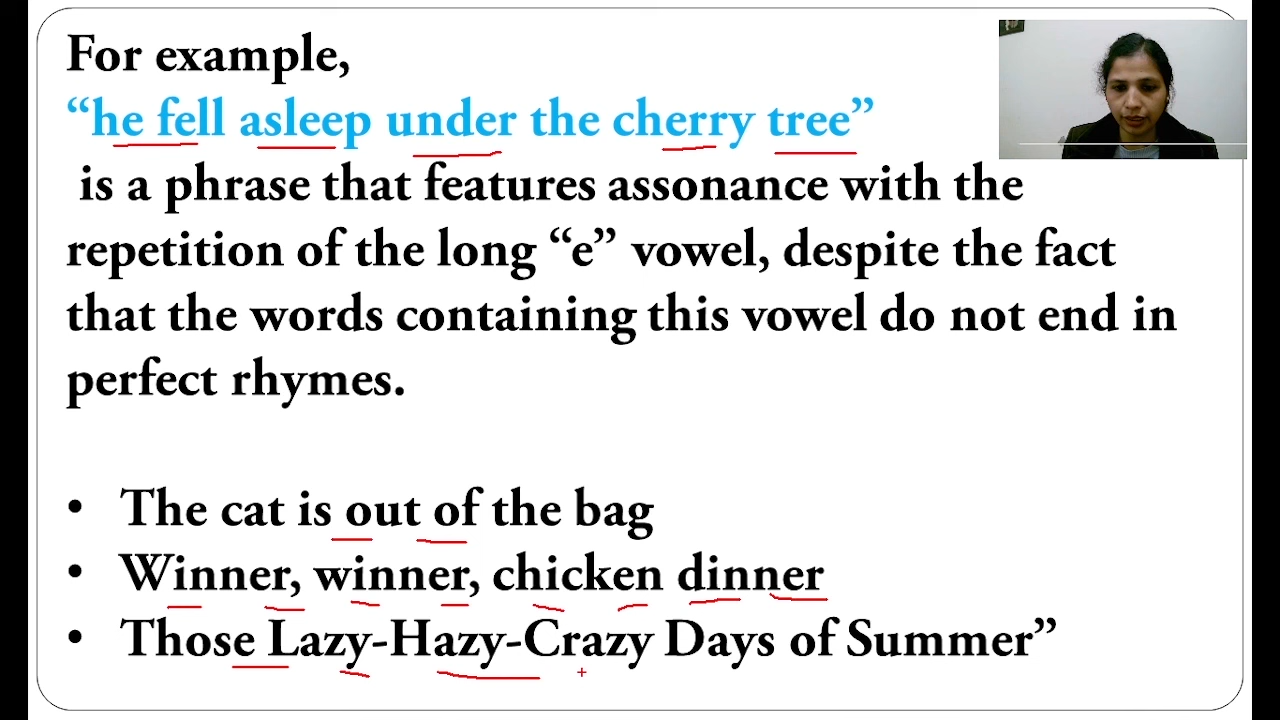 For example,
“he fell asleep under the cherry tree”
is a phrase that features assonance with the
repetition of the long “e” vowel, despite the fact
that the words containing this vowel do not end in
perfect rhymes.
• The cat is out of the bag
• Winner, winner, chicken dinner
• Those Lazy-Hazy-Crazy Days of Summer”